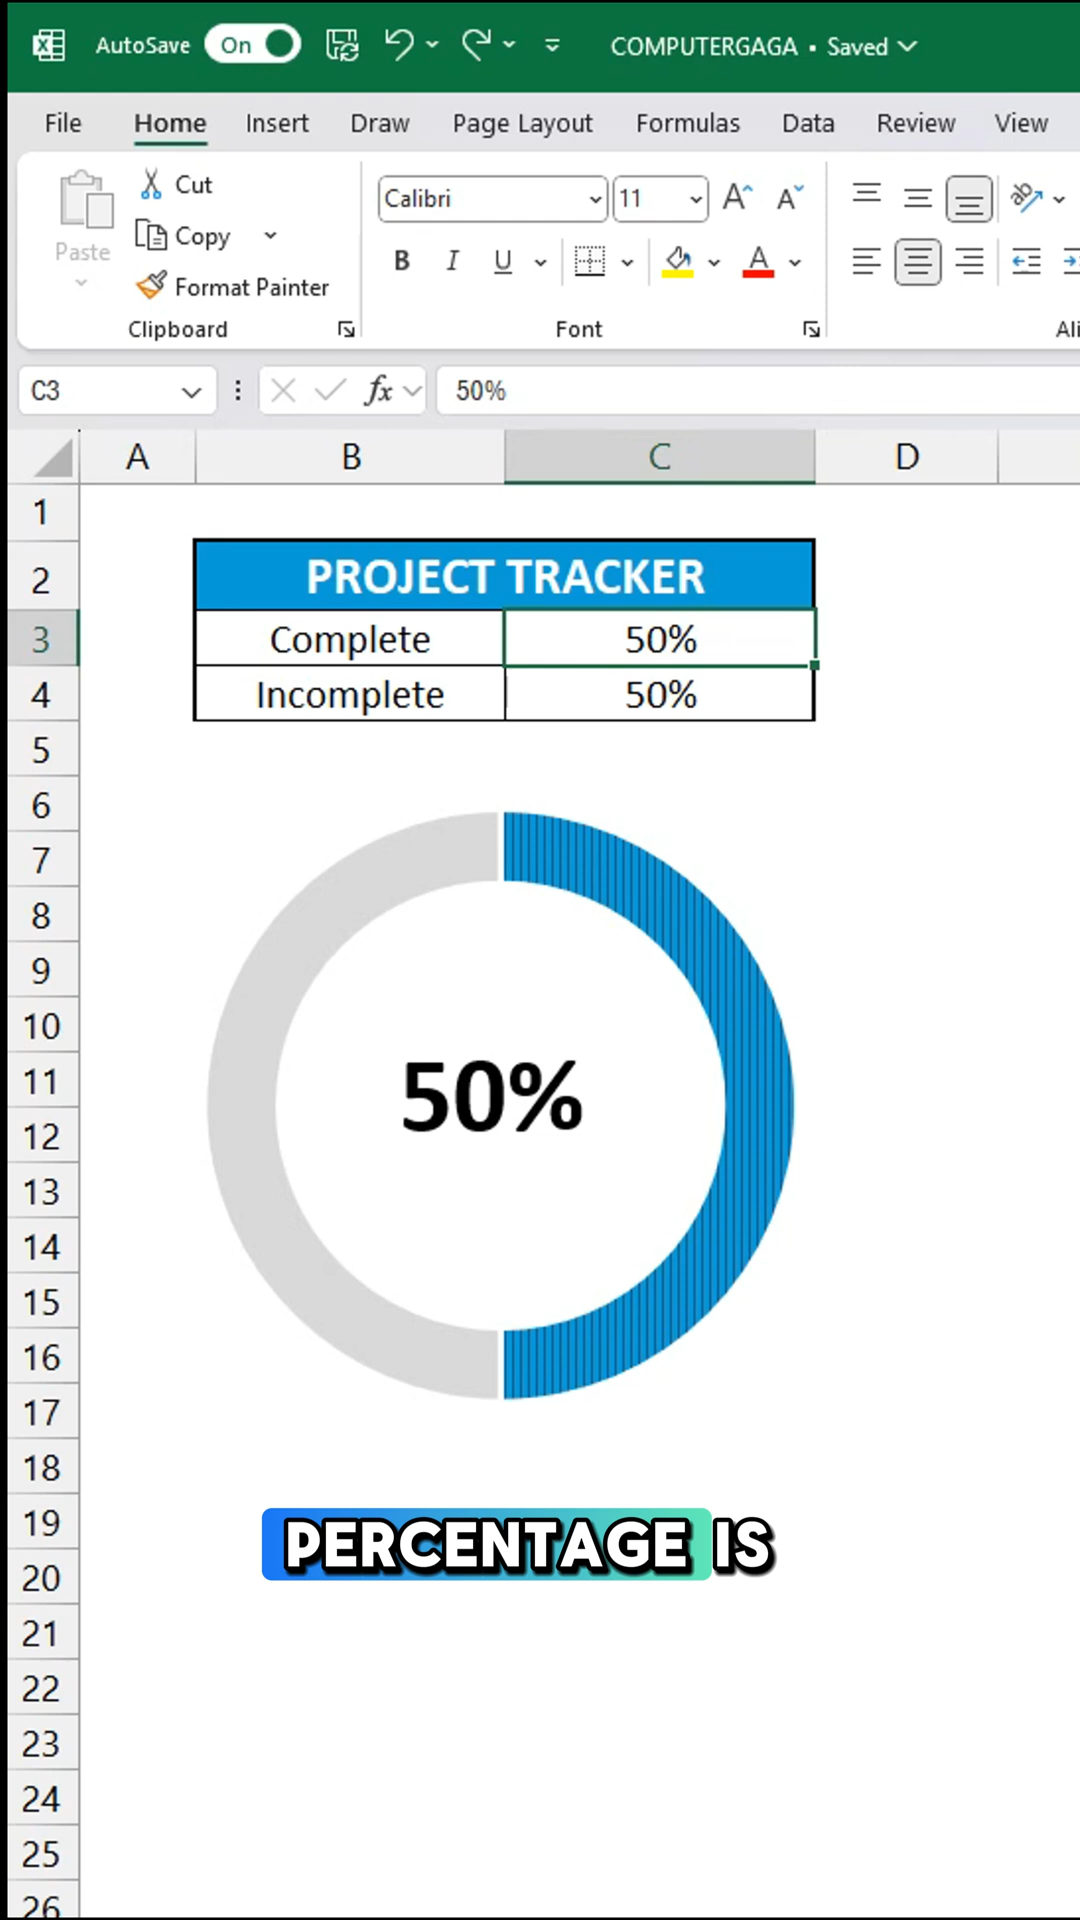 AutoSave On COMPUTERGAGA • Saved
File Home Insert Draw Page Layout Formulas Data Review View
Paste
Cut
Copy
Format Painter
Clipboard
Calibri 11
B I U
Font
Ali
C3 fx 50%
A B C D
1
2 PROJECT TRACKER
3 Complete 50%
4 Incomplete 50%
5
6
7
8
9
10
11
12
13
14
15
16
17
18
19
20
21
22
23
24
25
26
50%
PERCENTAGE IS